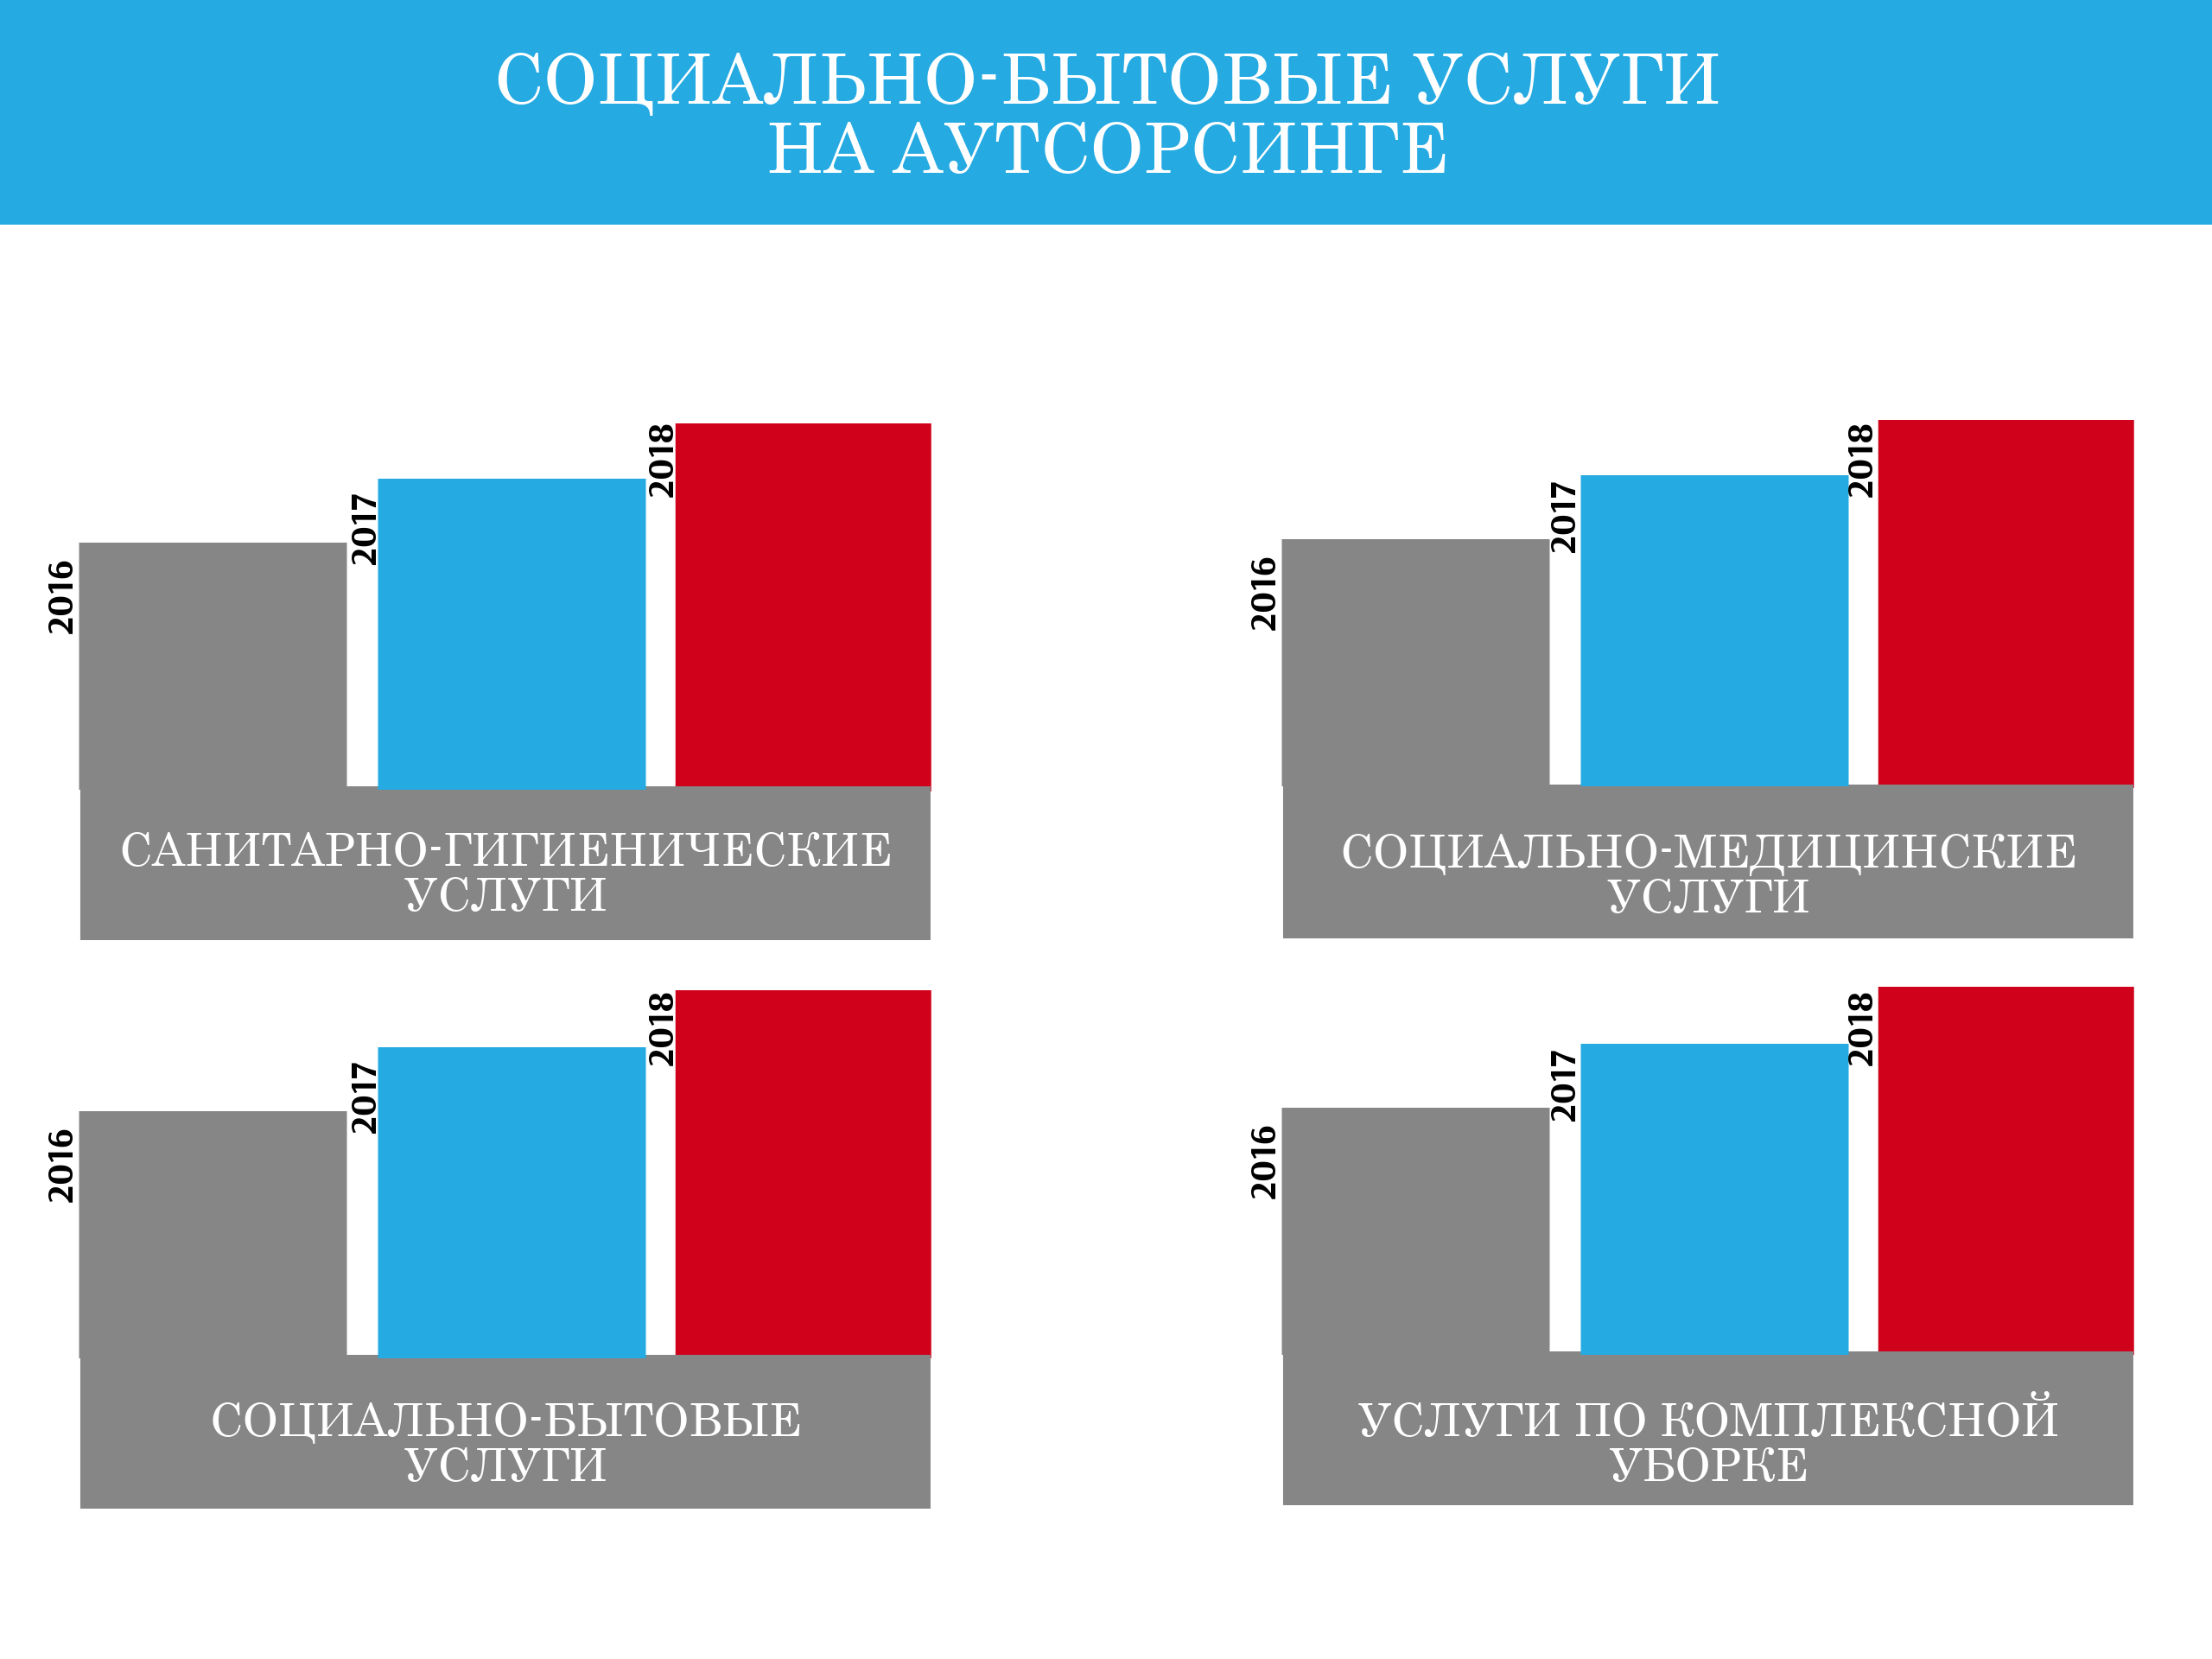 СОЦИАЛЬНО-БЫТОВЫЕ УСЛУГИ
НА АУТСОРСИНГЕ
2016
2017
2018
САНИТАРНО-ГИГИЕНИЧЕСКИЕ
УСЛУГИ
2016
2017
2018
СОЦИАЛЬНО-МЕДИЦИНСКИЕ
УСЛУГИ
2016
2017
2018
СОЦИАЛЬНО-БЫТОВЫЕ
УСЛУГИ
2016
2017
2018
УСЛУГИ ПО КОМПЛЕКСНОЙ
УБОРКЕ